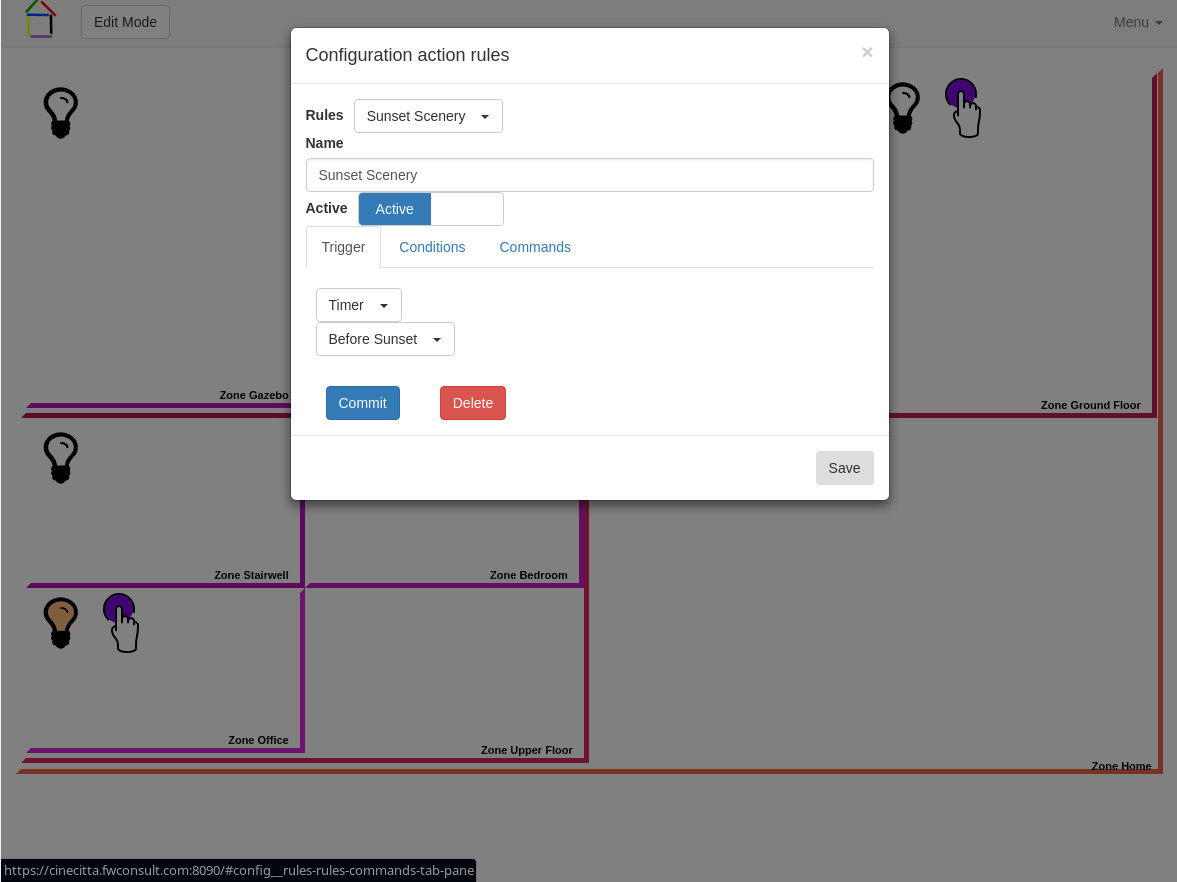 Edit Mode
Menu
Configuration action rules
×
Rules Sunset Scenery
Name
Sunset Scenery
Active Active
Trigger Conditions Commands
Timer
Before Sunset
Commit Delete
Save
Zone Gazebo
Zone Ground Floor
Zone Stairwell
Zone Bedroom
Zone Office
Zone Upper Floor
Zone Home
https://cinecitta.fwconsult.com:8090/#config__rules-rules-commands-tab-pane